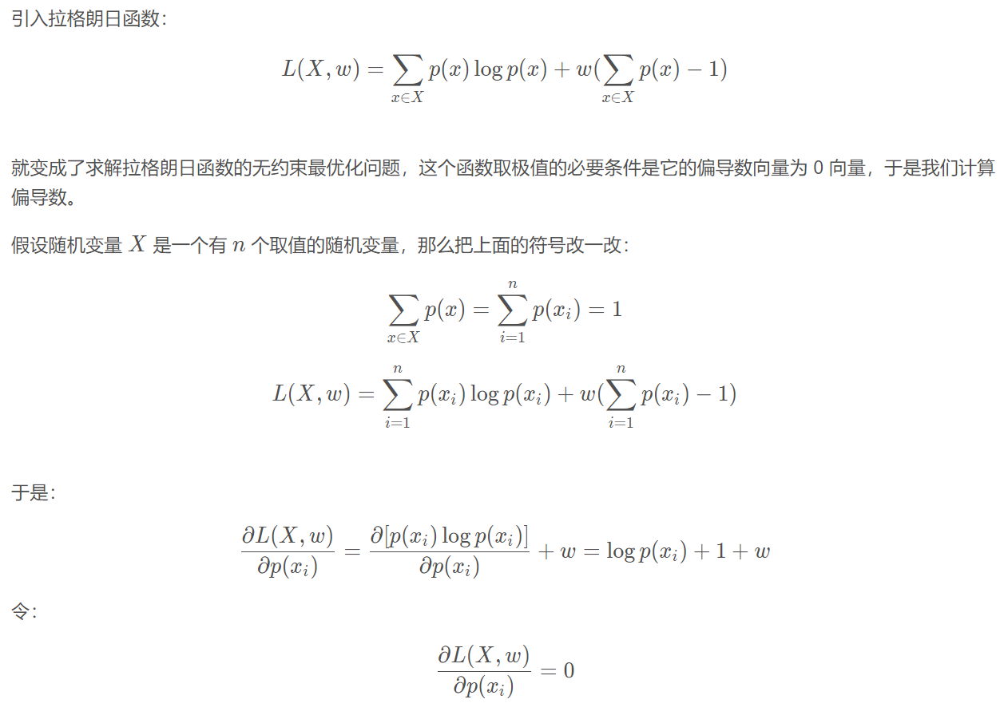 引入拉格朗日函数：
$$L(X, w) = \sum_{x \in X} p(x) \log p(x) + w(\sum_{x \in X} p(x) - 1)$$
就变成了求解拉格朗日函数的无约束最优化问题，这个函数取极值的必要条件是它的偏导数向量为 0 向量，于是我们计算
偏导数。
假设随机变量 $X$ 是一个有 $n$ 个取值的随机变量，那么把上面的符号改一改：
$$\sum_{x \in X} p(x) = \sum_{i=1}^{n} p(x_i) = 1$$
$$L(X, w) = \sum_{i=1}^{n} p(x_i) \log p(x_i) + w(\sum_{i=1}^{n} p(x_i) - 1)$$
于是：
$$\frac{\partial L(X, w)}{\partial p(x_i)} = \frac{\partial [p(x_i) \log p(x_i)]}{\partial p(x_i)} + w = \log p(x_i) + 1 + w$$
令：
$$\frac{\partial L(X, w)}{\partial p(x_i)} = 0$$